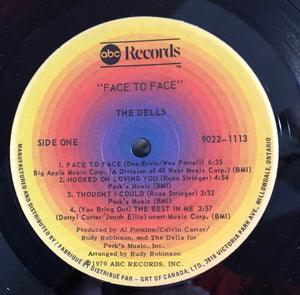 abc Records
"FACE TO FACE"
THE DELLS
SIDE ONE
9022-1113
1. FACE TO FACE (Dee Ervin/Wes Farrell) 6:35
Big Apple Music Corp. (A Division of 40 West Music Corp.) (BMI)
2. HOOKED ON LOVING YOU (Russ Stringer) 4:54
Perk's Music (BMI)
3. THOUGHT I COULD (Russ Stringer) 3:32
Perk's Music (BMI)
4. (You Bring Out) THE BEST IN ME 3:57
(Darryl Carter/Jonah Ellis) unart Music Corp. (BMI)
Produced by Al Perkins/Calvin Carter/
Rudy Robinson, and The Dells for
Perk's Music, Inc.
Arranged by Rudy Robinson
℗1979 ABC RECORDS, INC.
MANUFACTURED AND DISTRIBUTED BY / FABRIQUÉ ET DISTRIBUÉ PAR - GRT OF CANADA, LTD. 3816 VICTORIA PARK AVE. WILLOWDALE, ONTARIO